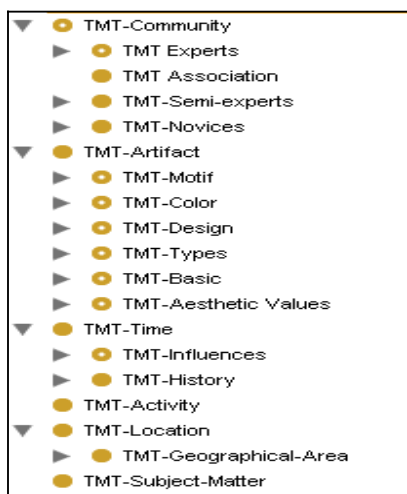 TMT-Community
TMT Experts
TMT Association
TMT-Semi-experts
TMT-Novices
TMT-Artifact
TMT-Motif
TMT-Color
TMT-Design
TMT-Types
TMT-Basic
TMT-Aesthetic Values
TMT-Time
TMT-Influences
TMT-History
TMT-Activity
TMT-Location
TMT-Geographical-Area
TMT-Subject-Matter